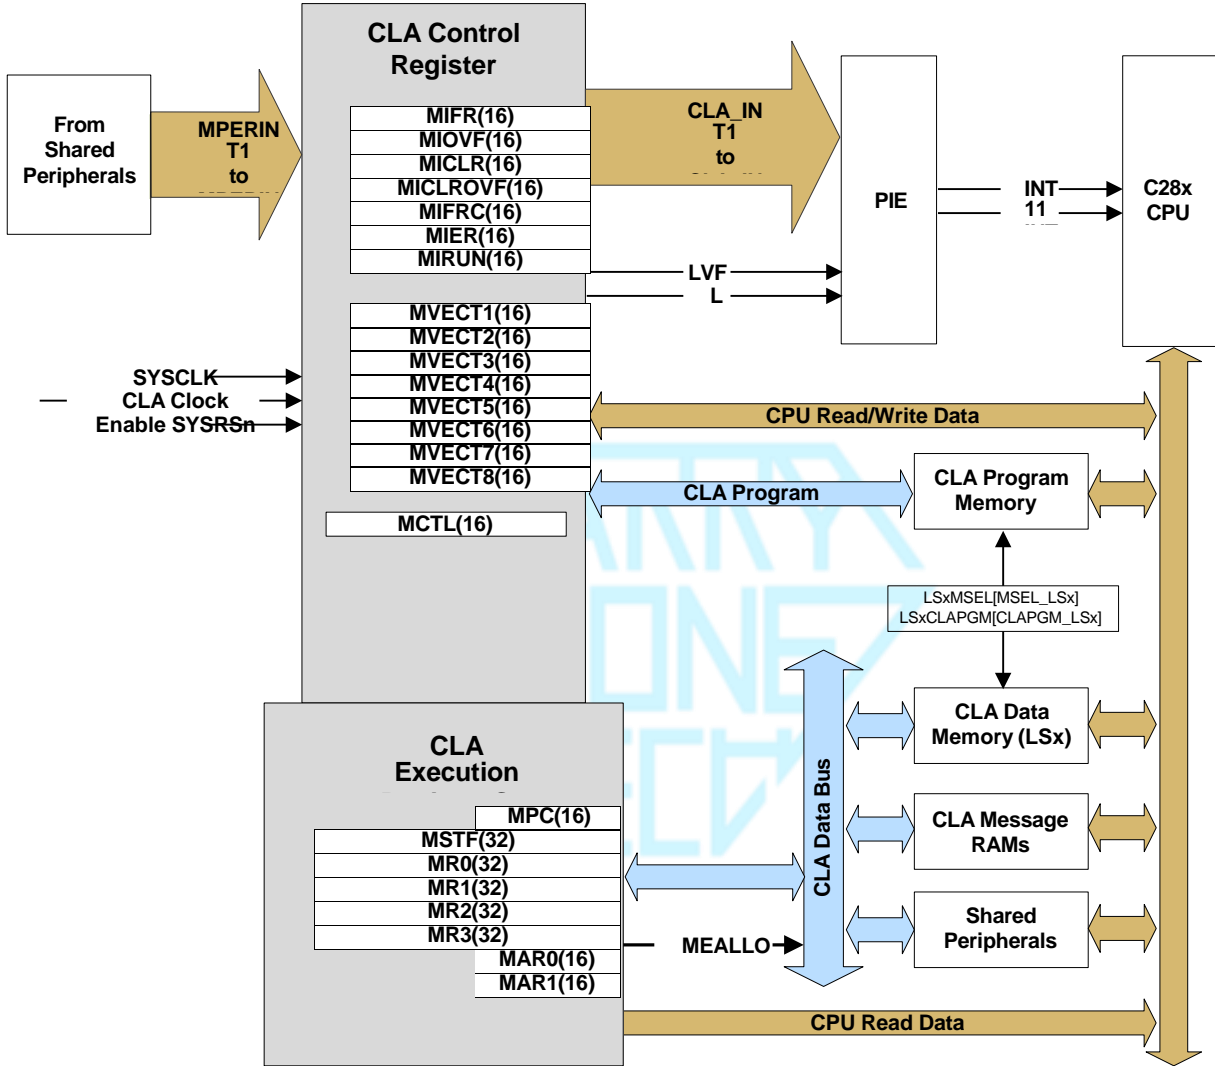 CLA Control
Register
From
Shared
Peripherals
MPERIN
T1
to
MIFR(16)
MIOVF(16)
MICLR(16)
MICLROVF(16)
MIFRC(16)
MIER(16)
MIRUN(16)
CLA_IN
T1
to
PIE
INT
11
C28x
CPU
LVF
L
MVECT1(16)
MVECT2(16)
MVECT3(16)
MVECT4(16)
MVECT5(16)
MVECT6(16)
MVECT7(16)
MVECT8(16)
SYSCLK
CLA Clock
Enable SYSRSn
CPU Read/Write Data
CLA Program
CLA Program
Memory
MCTL(16)
LSxMSEL[MSEL_LSx]
LSxCLAPGM[CLAPGM_LSx]
CLA Data Bus
CLA Data
Memory (LSx)
CLA Message
RAMs
Shared
Peripherals
CLA
Execution
MPC(16)
MSTF(32)
MR0(32)
MR1(32)
MR2(32)
MR3(32)
MAR0(16)
MAR1(16)
MEALLO
CPU Read Data